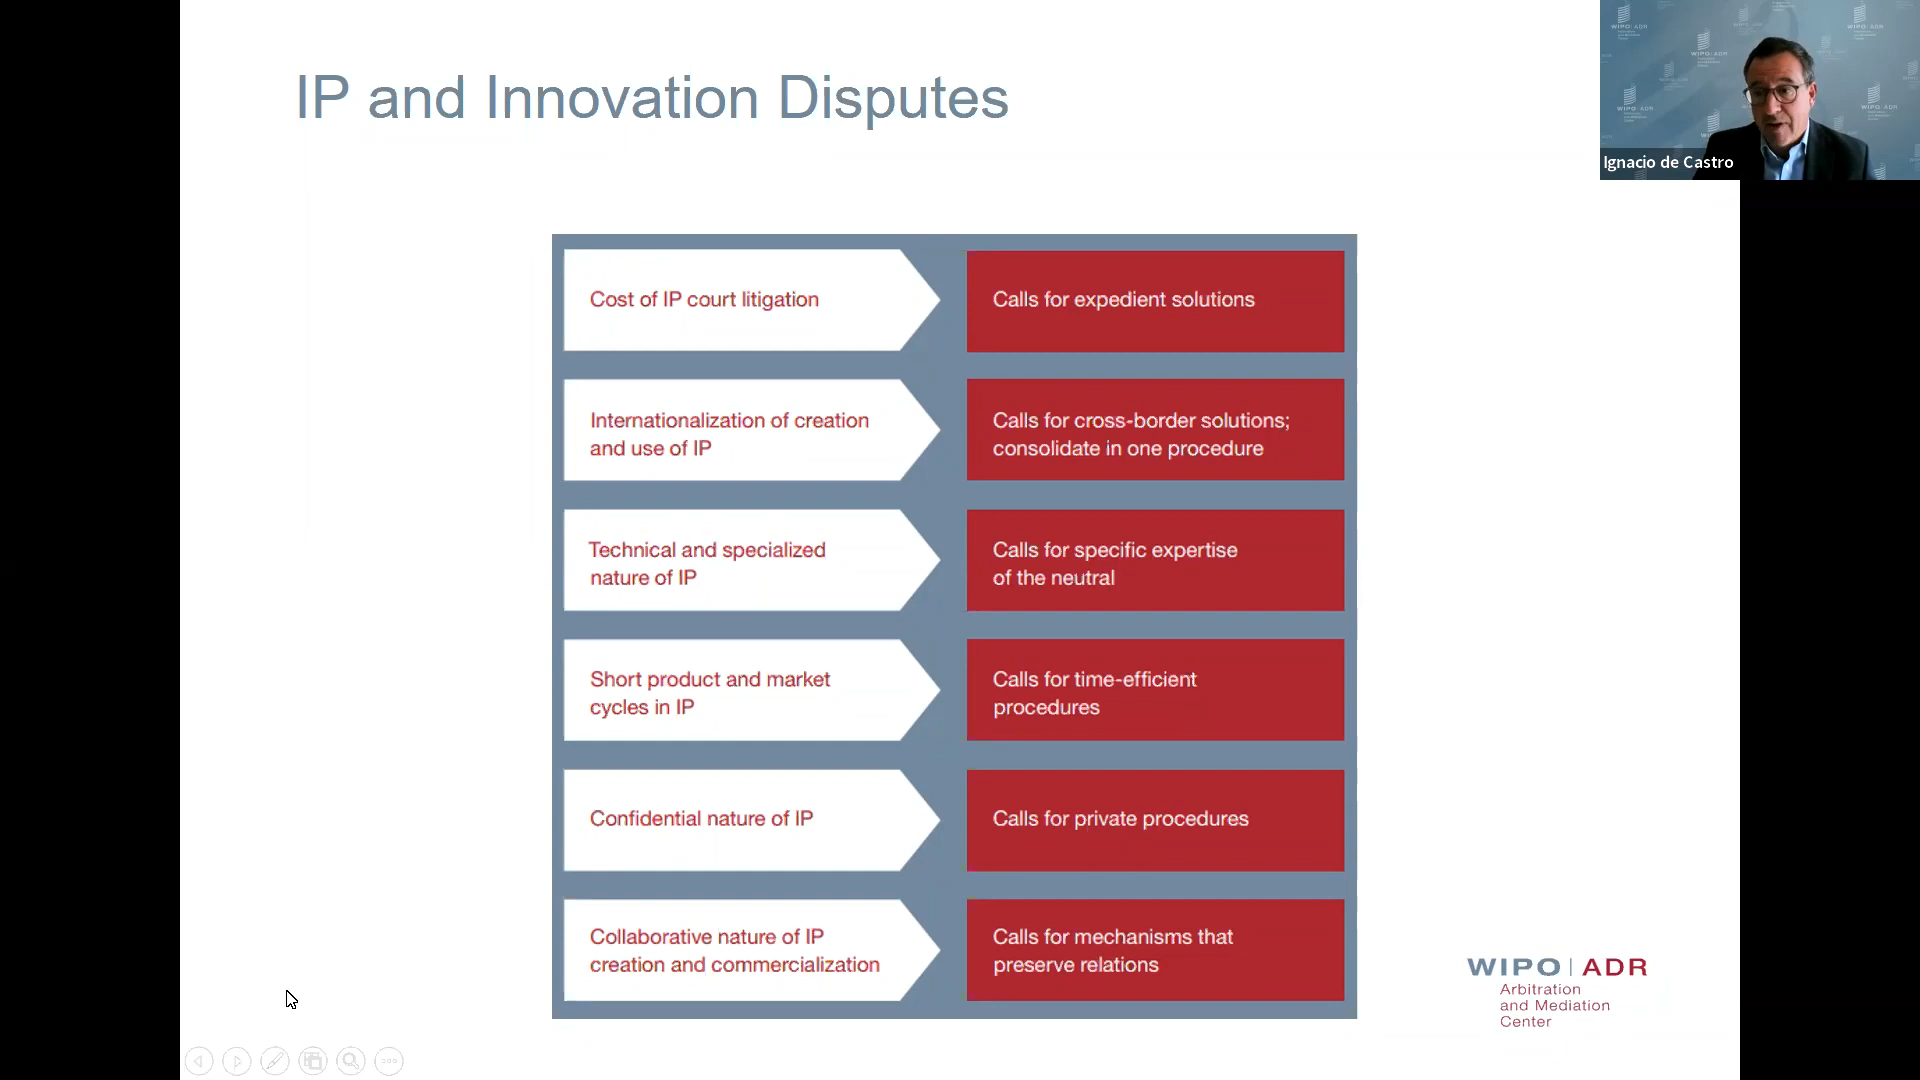 IP and Innovation Disputes
Ignacio de Castro
Cost of IP court litigation
Calls for expedient solutions
Internationalization of creation
and use of IP
Calls for cross-border solutions;
consolidate in one procedure
Technical and specialized
nature of IP
Calls for specific expertise
of the neutral
Short product and market
cycles in IP
Calls for time-efficient
procedures
Confidential nature of IP
Calls for private procedures
Collaborative nature of IP
creation and commercialization
Calls for mechanisms that
preserve relations
WIPO | ADR
Arbitration
and Mediation
Center
WIPO | ADR